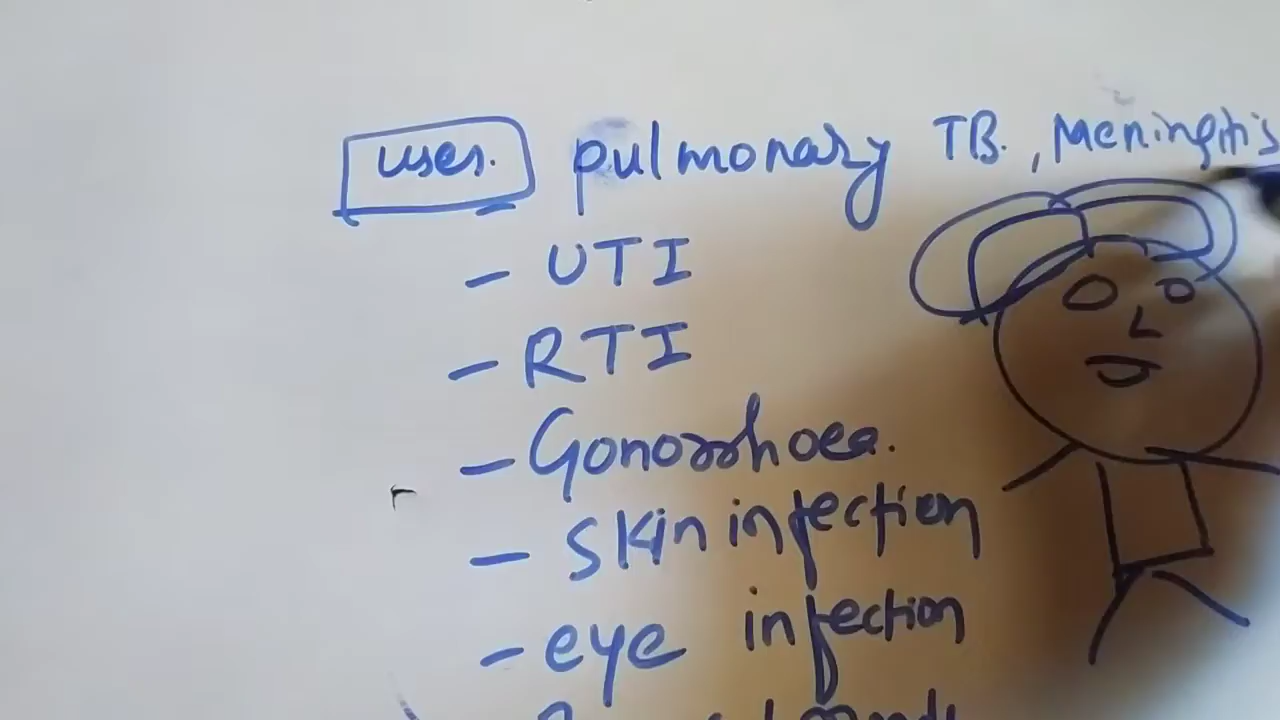 uses. pulmonary TB., Meningitis
- UTI
- RTI
- Gonorrhoea.
- Skin infection
- eye infection